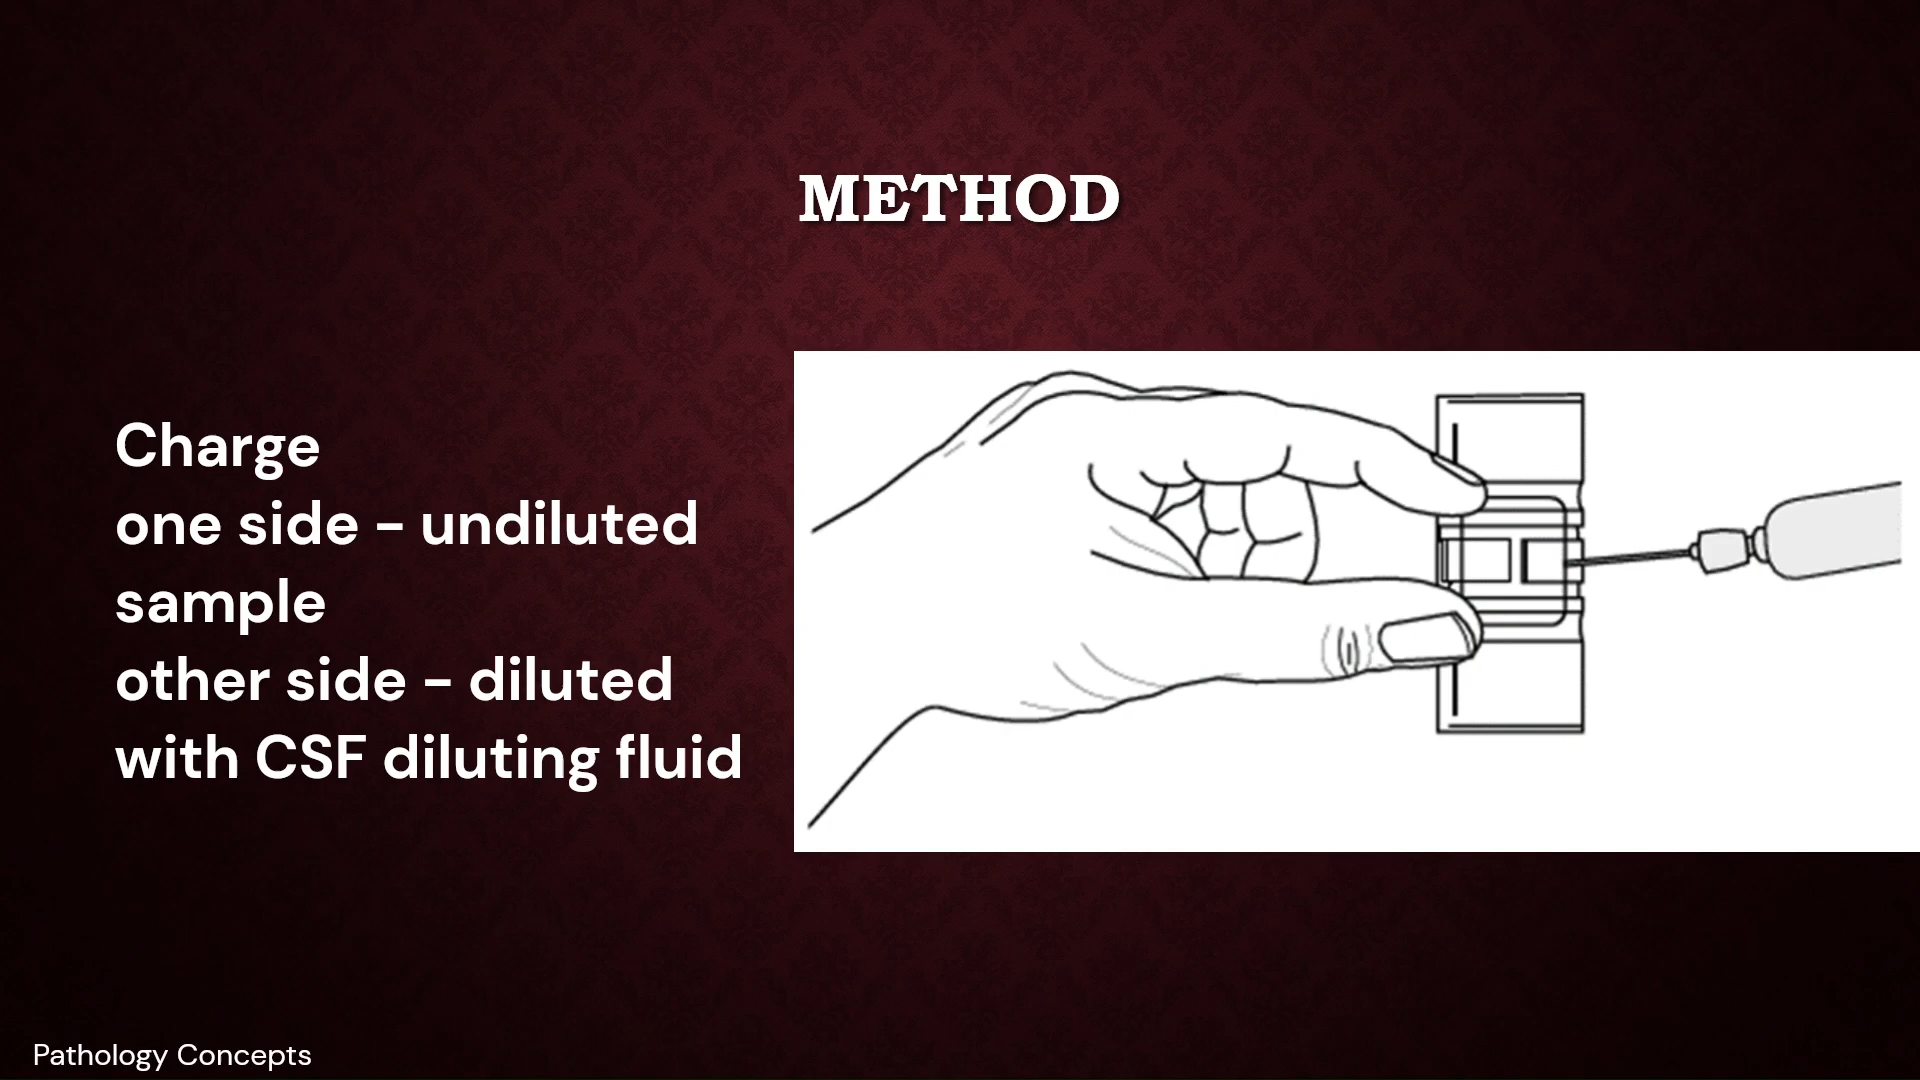 METHOD
Charge
one side - undiluted
sample
other side - diluted
with CSF diluting fluid
Pathology Concepts